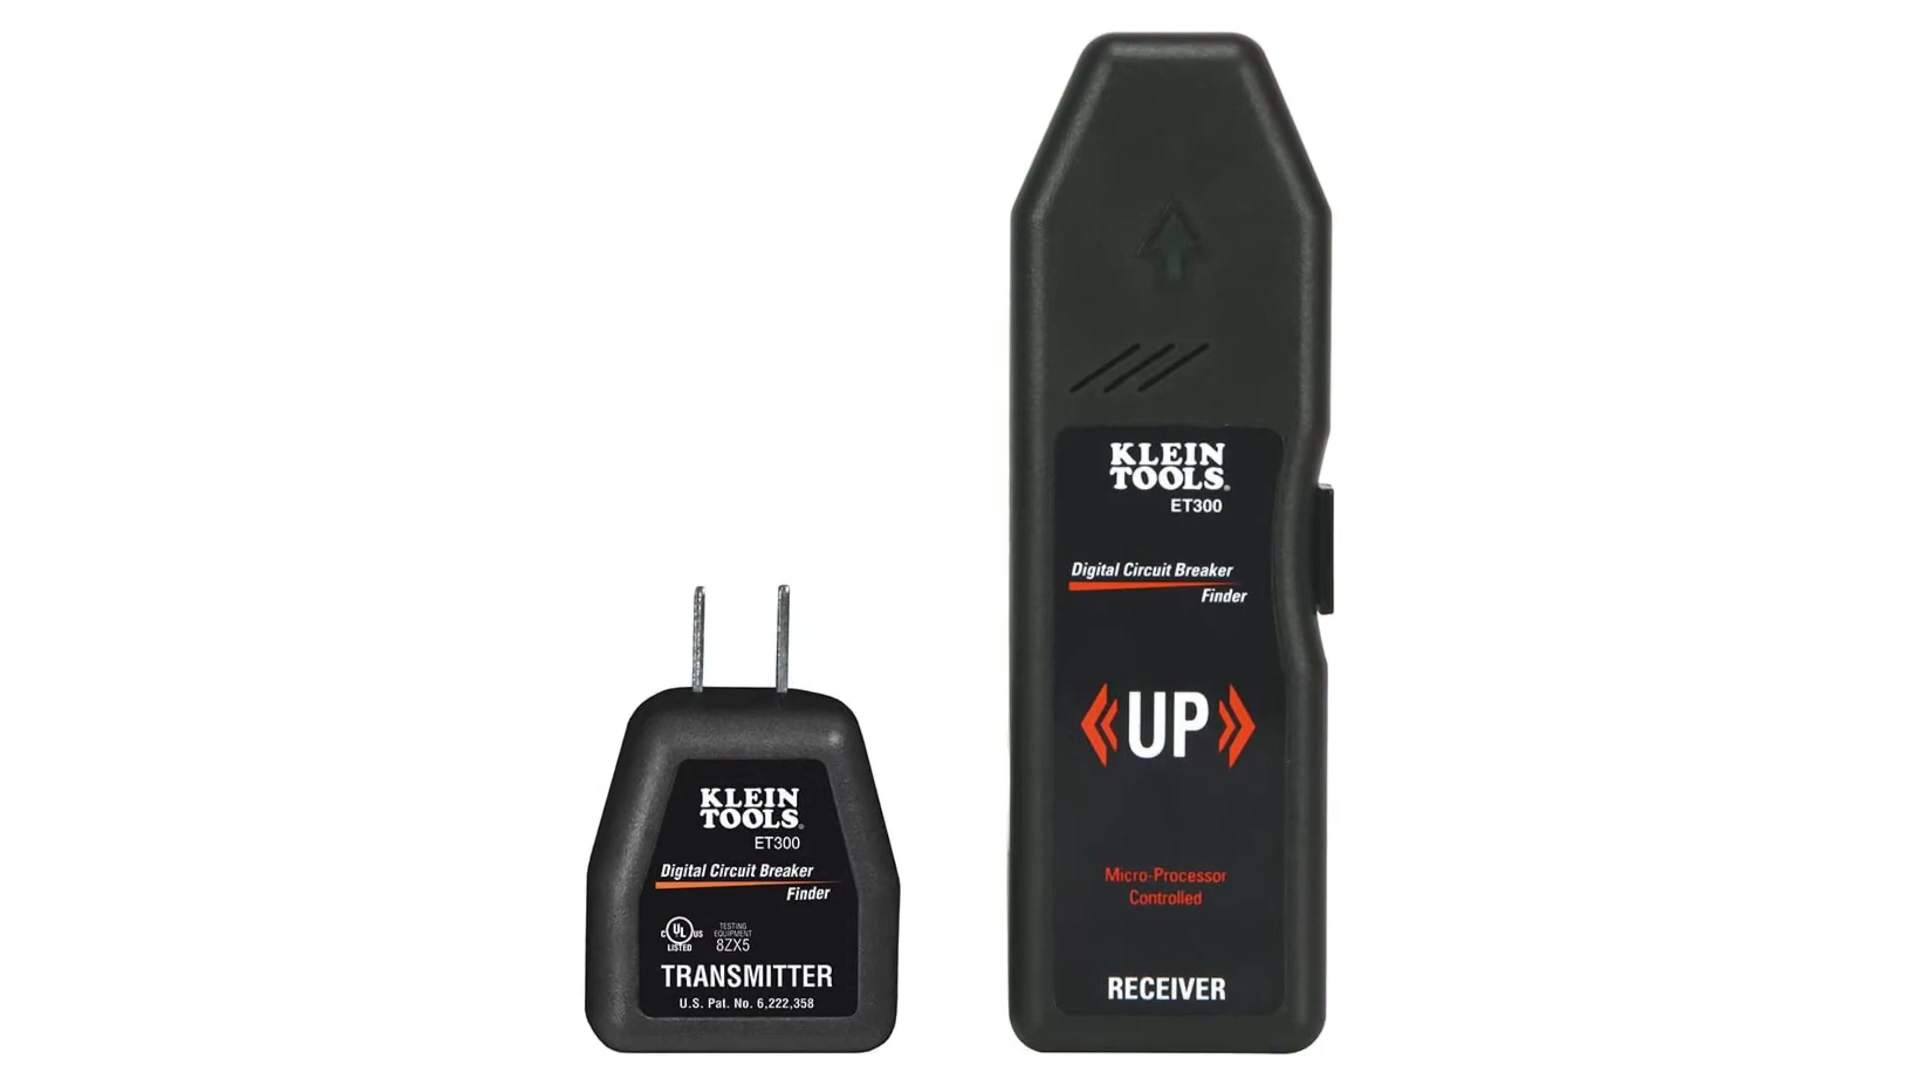 KLEIN
TOOLS®
ET300
Digital Circuit Breaker
Finder
C UL US
LISTED
TESTING
EQUIPMENT
8ZX5
TRANSMITTER
U.S. Pat. No. 6,222,358
KLEIN
TOOLS®
ET300
Digital Circuit Breaker
Finder
UP
Micro-Processor
Controlled
RECEIVER